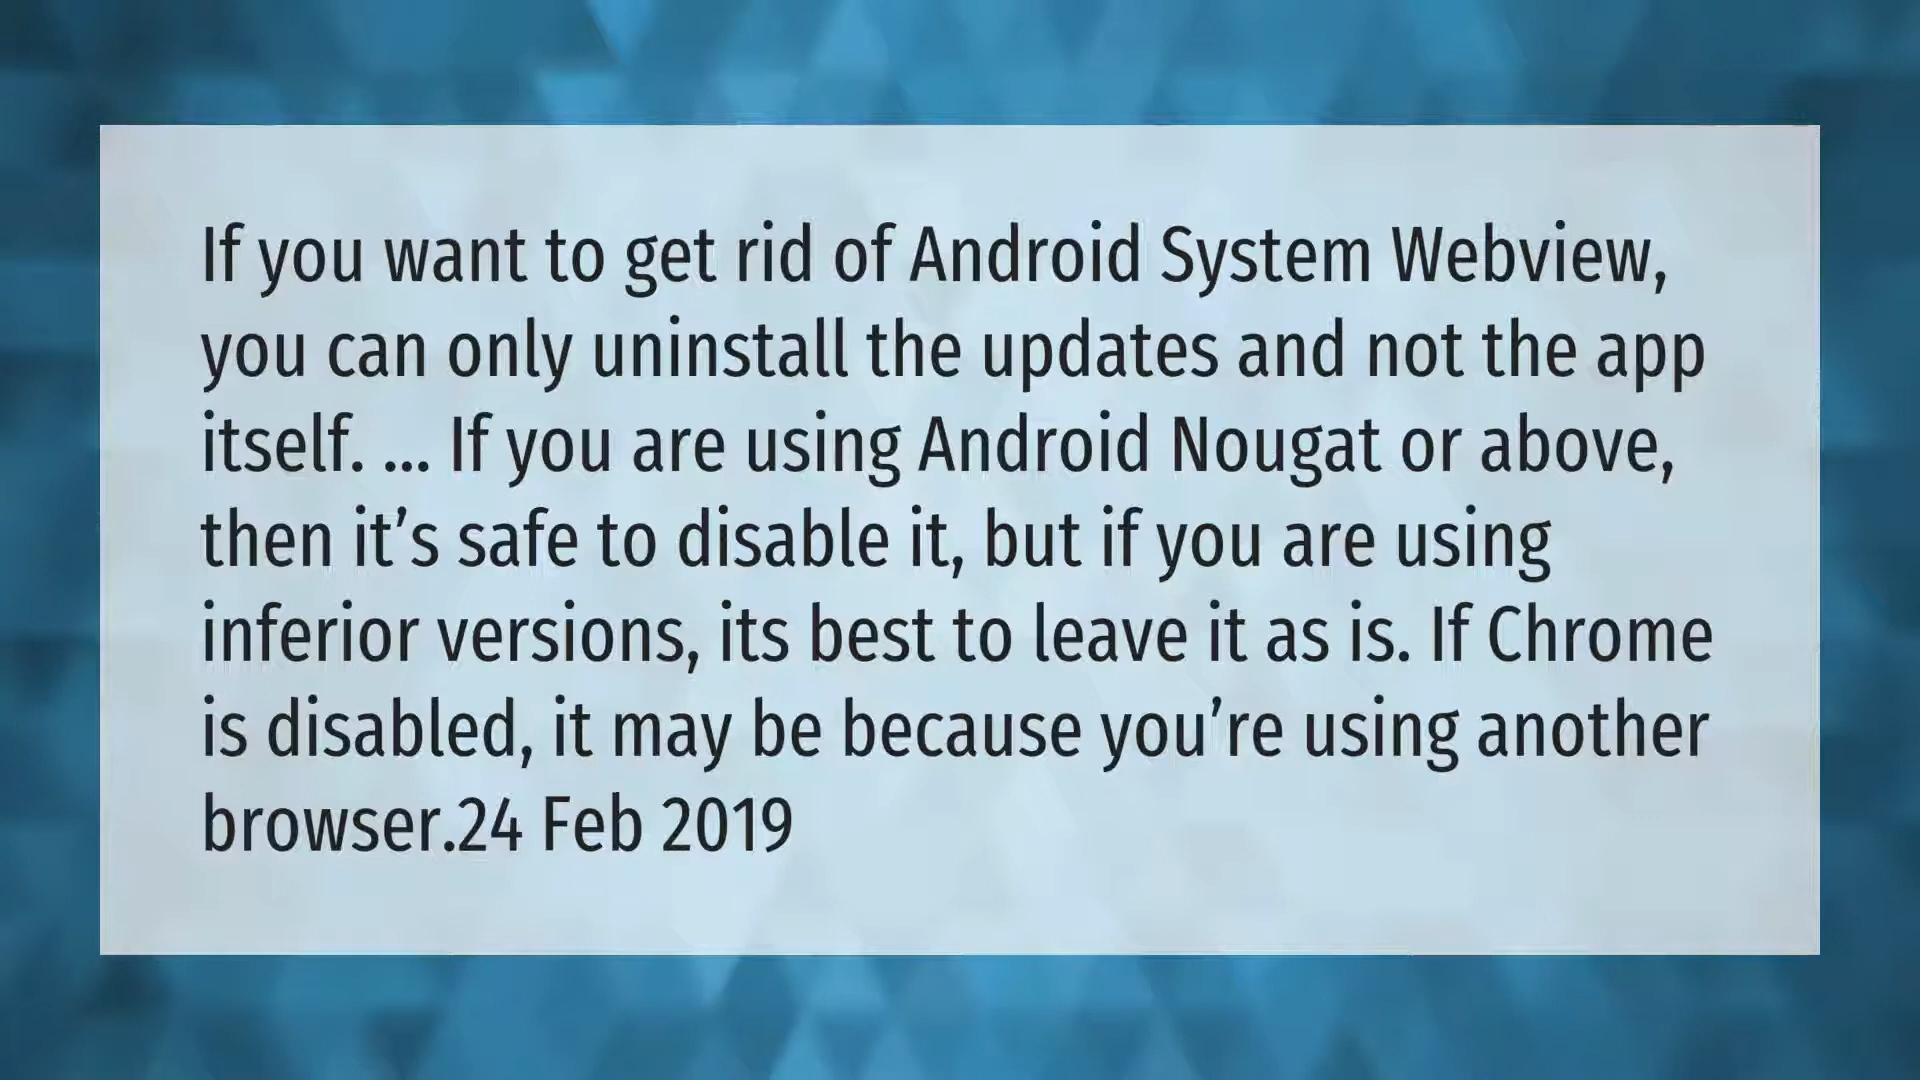 If you want to get rid of Android System Webview,
you can only uninstall the updates and not the app
itself. ... If you are using Android Nougat or above,
then it’s safe to disable it, but if you are using
inferior versions, its best to leave it as is. If Chrome
is disabled, it may be because you’re using another
browser.24 Feb 2019